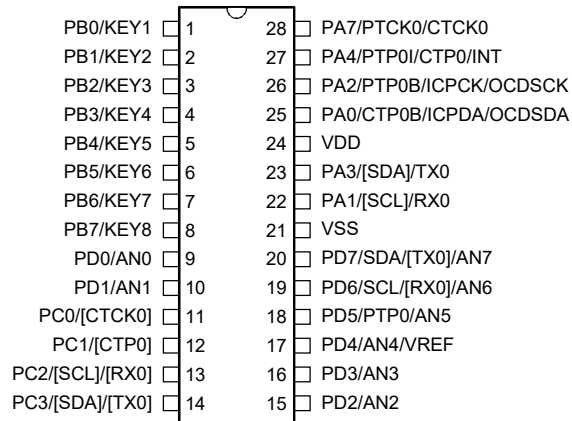 PB0/KEY1 1 28 PA7/PTCK0/CTCK0
PB1/KEY2 2 27 PA4/PTP0I/CTP0/INT
PB2/KEY3 3 26 PA2/PTP0B/ICPCK/OCDSCK
PB3/KEY4 4 25 PA0/CTP0B/ICPDA/OCDSDA
PB4/KEY5 5 24 VDD
PB5/KEY6 6 23 PA3/[SDA]/TX0
PB6/KEY7 7 22 PA1/[SCL]/RX0
PB7/KEY8 8 21 VSS
PD0/AN0 9 20 PD7/SDA/[TX0]/AN7
PD1/AN1 10 19 PD6/SCL/[RX0]/AN6
PC0/[CTCK0] 11 18 PD5/PTP0/AN5
PC1/[CTP0] 12 17 PD4/AN4/VREF
PC2/[SCL]/[RX0] 13 16 PD3/AN3
PC3/[SDA]/[TX0] 14 15 PD2/AN2